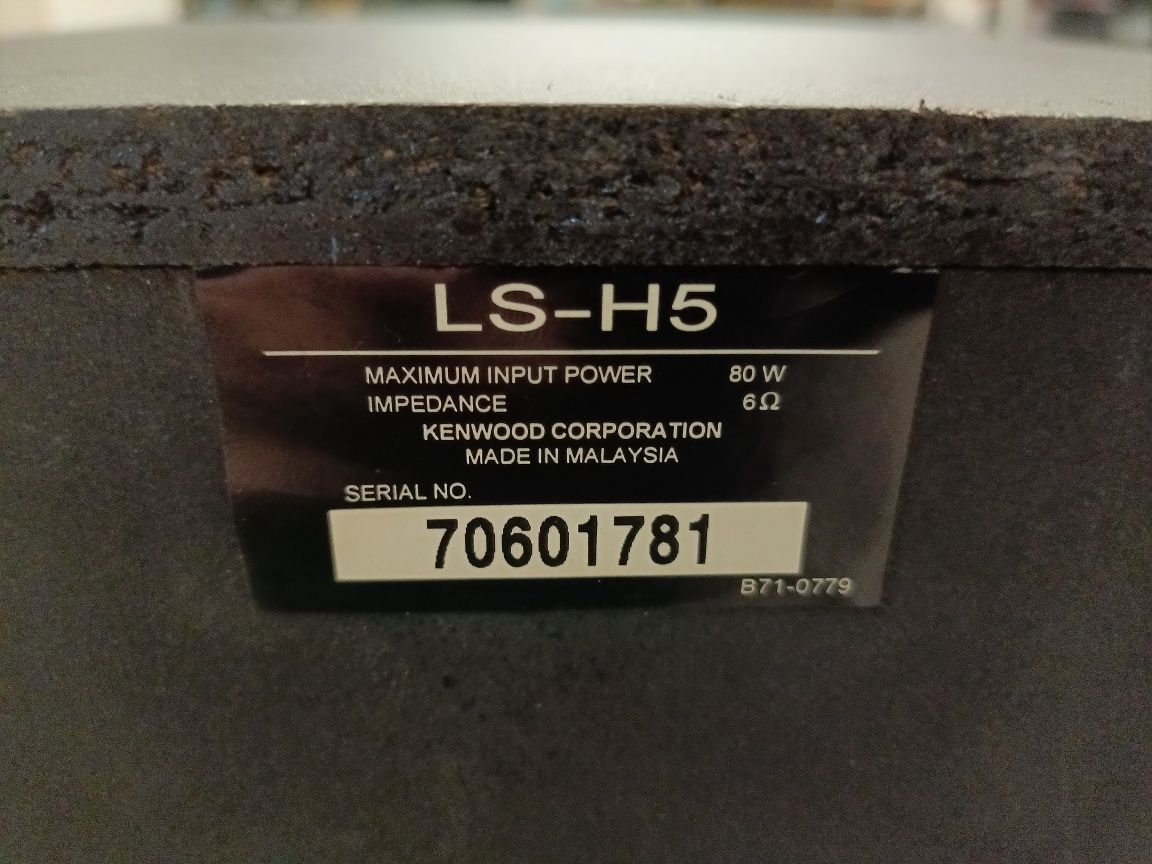 LS-H5
MAXIMUM INPUT POWER 80 W
IMPEDANCE 6Ω
KENWOOD CORPORATION
MADE IN MALAYSIA
SERIAL NO.
70601781
B71-0779